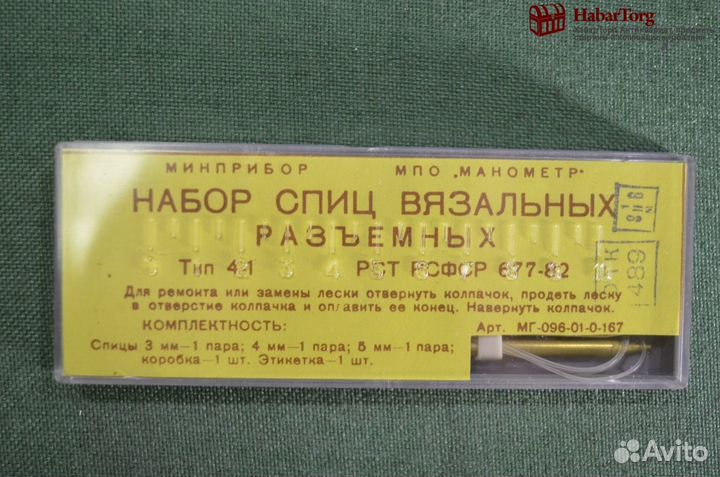 HabarTorg
МИНПРИБОР МПО „МАНОМЕТР"
НАБОР СПИЦ ВЯЗАЛЬНЫХ
РАЗЪЕМНЫХ
Тип 4.1 РСТ РСФСР 677-82
Для ремонта или замены лески отвернуть колпачок, продеть леску
в отверстие колпачка и оплавить ее конец. Навернуть колпачок.
КОМПЛЕКТНОСТЬ: Арт. МГ-096-01-0-167
Спицы 3 мм—1 пара; 4 мм—1 пара; 5 мм—1 пара;
коробка—1 шт. Этикетка—1 шт.
ОТК 489
Avito